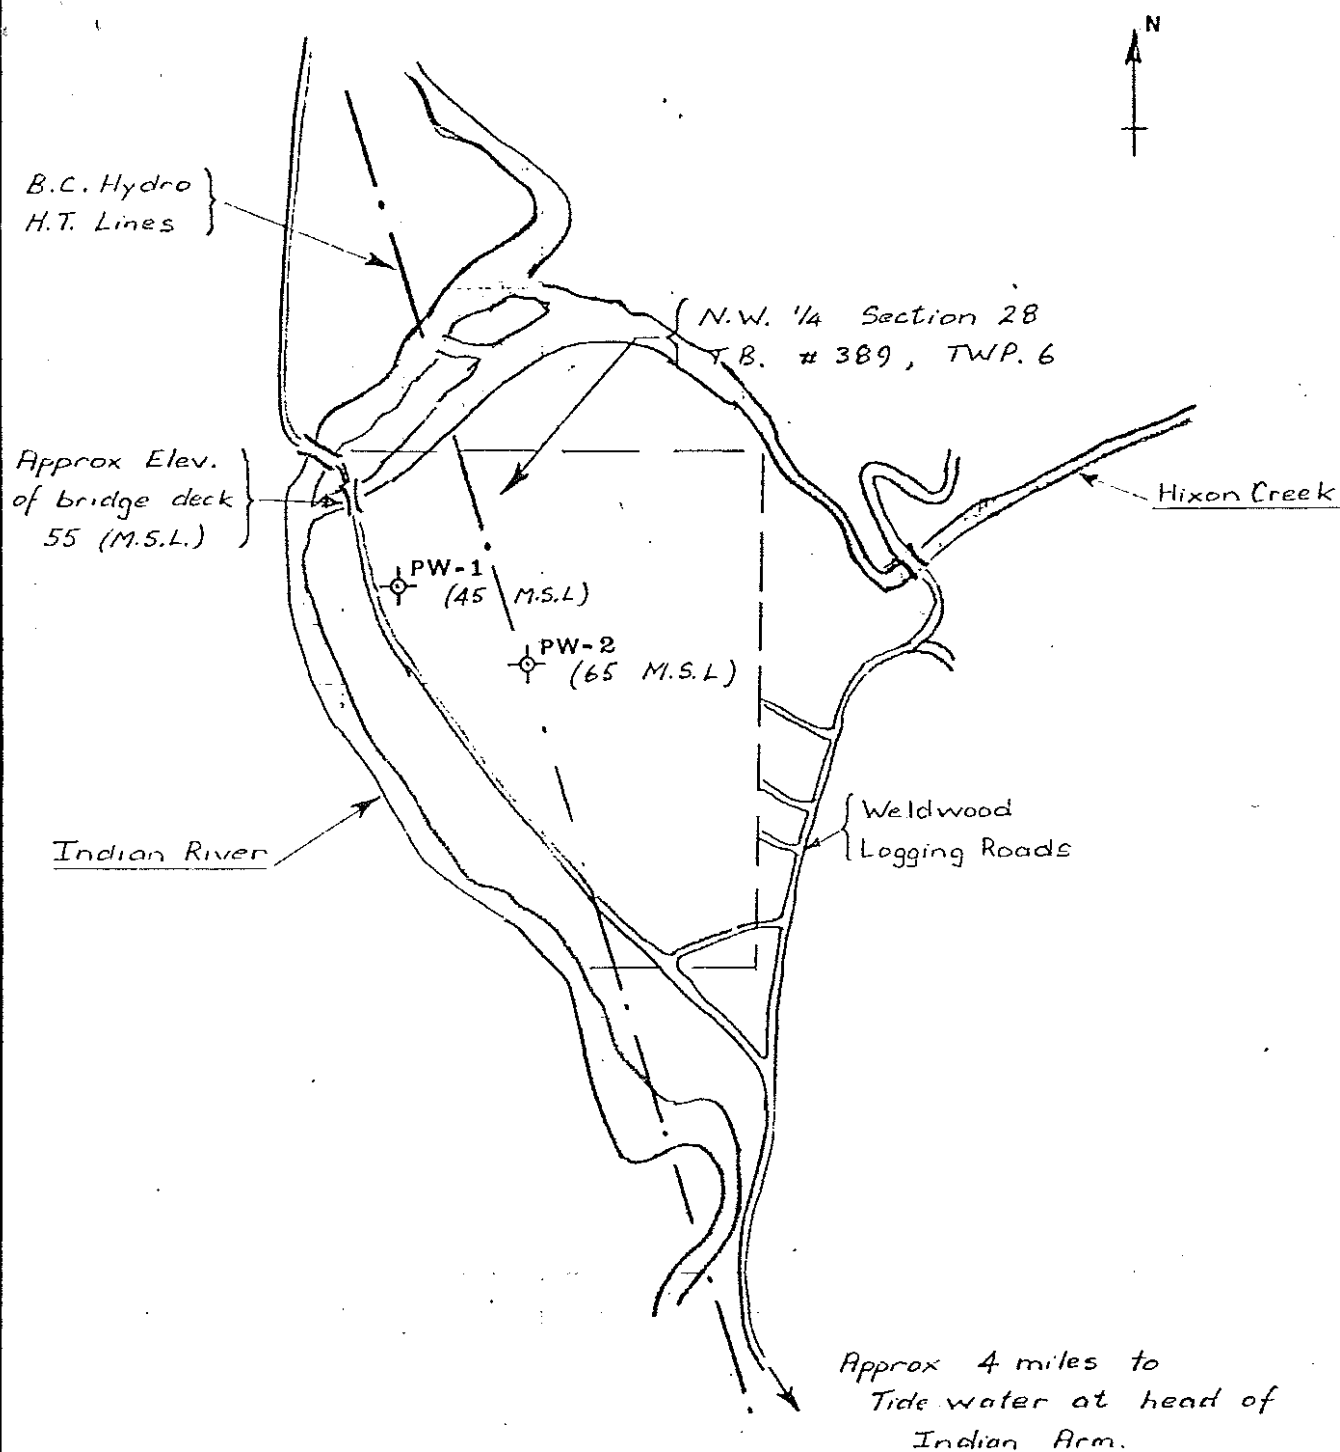 N
B.C. Hydro
H.T. Lines
N.W. 1/4 Section 28
T.B. # 389, TWP. 6
Approx Elev.
of bridge deck
55 (M.S.L.)
Hixon Creek
PW-1
(45 M.S.L)
PW-2
(65 M.S.L)
Weldwood
Logging Roads
Indian River
Approx 4 miles to
Tide water at head of
Indian Arm.